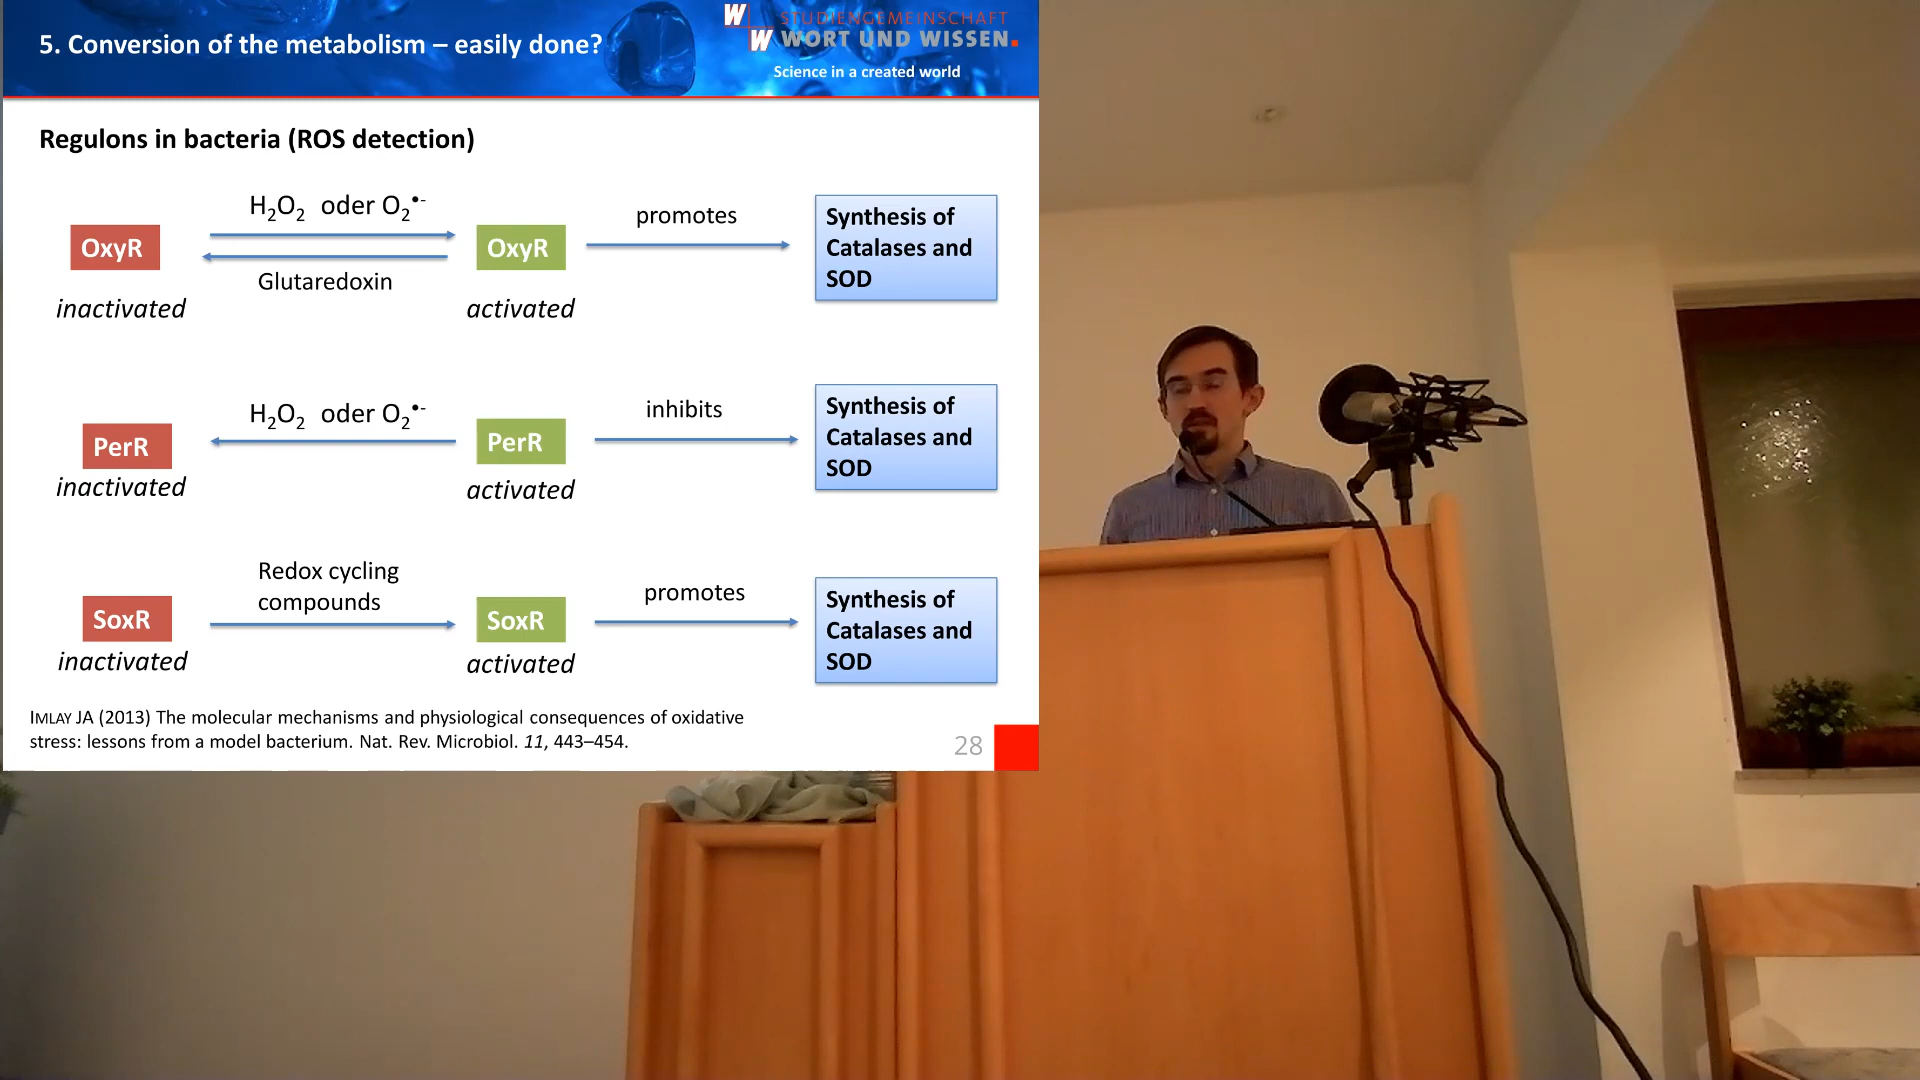 5. Conversion of the metabolism – easily done?
W
W
STUDIENGEMEINSCHAFT
WORT UND WISSEN.
Science in a created world
Regulons in bacteria (ROS detection)
H₂O₂ oder O₂•-
OxyR
inactivated
Glutaredoxin
OxyR
activated
promotes
Synthesis of
Catalases and
SOD
H₂O₂ oder O₂•-
PerR
inactivated
PerR
activated
inhibits
Synthesis of
Catalases and
SOD
Redox cycling
compounds
SoxR
inactivated
SoxR
activated
promotes
Synthesis of
Catalases and
SOD
IMLAY JA (2013) The molecular mechanisms and physiological consequences of oxidative
stress: lessons from a model bacterium. Nat. Rev. Microbiol. 11, 443–454.
28